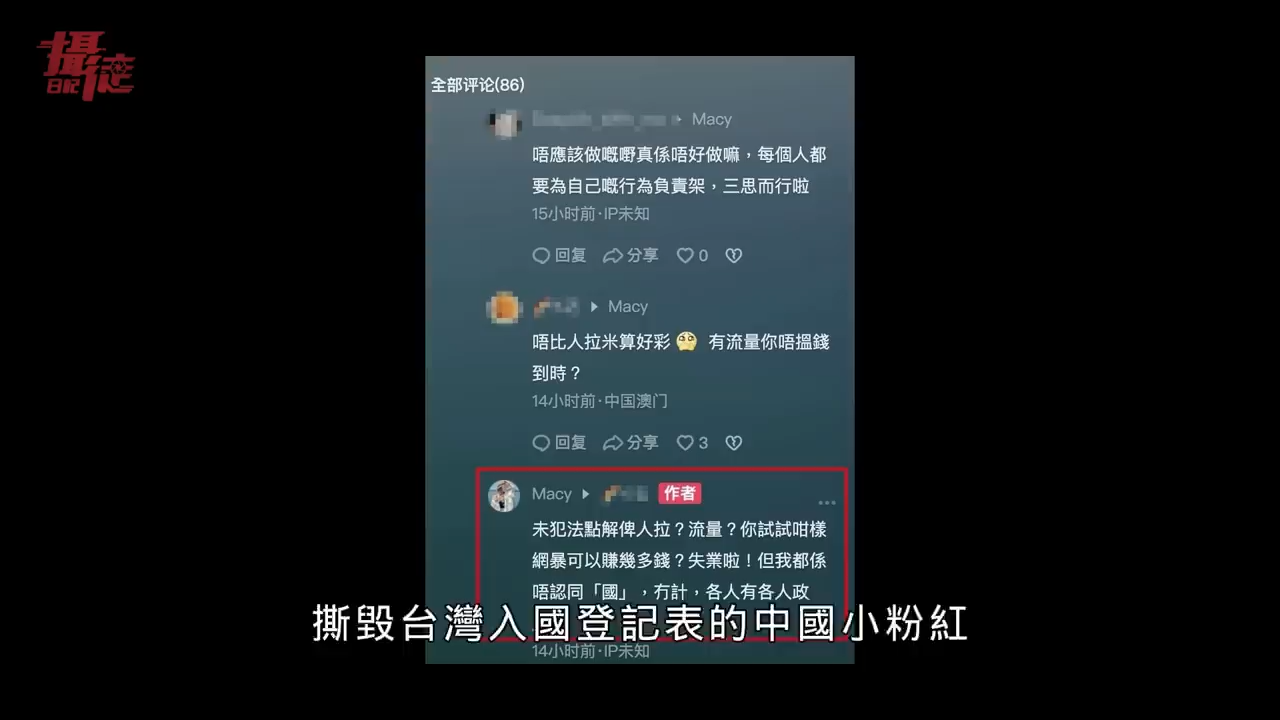 攝徒
日記
全部评论(86)
Macy
唔應該做嘅嘢真係唔好做嘛，每個人都
要為自己嘅行為負責架，三思而行啦
15小时前·IP未知
回复 分享 0
Macy
唔比人拉米算好彩 有流量你唔搵錢
到時？
14小时前·中国澳门
回复 分享 3
Macy 作者
未犯法點解俾人拉？流量？你試試咁樣
網暴可以賺幾多錢？失業啦！但我都係
唔認同「國」，冇計，各人有各人政
撕毀台灣入國登記表的中國小粉紅
14小时前·IP未知